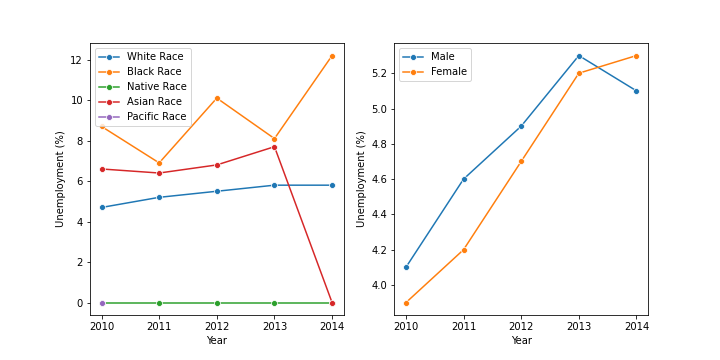 White Race
Black Race
Native Race
Asian Race
Pacific Race
12
10
8
6
4
2
0
Unemployment (%)
2010 2011 2012 2013 2014
Year
Male
Female
5.2
5.0
4.8
4.6
4.4
4.2
4.0
Unemployment (%)
2010 2011 2012 2013 2014
Year